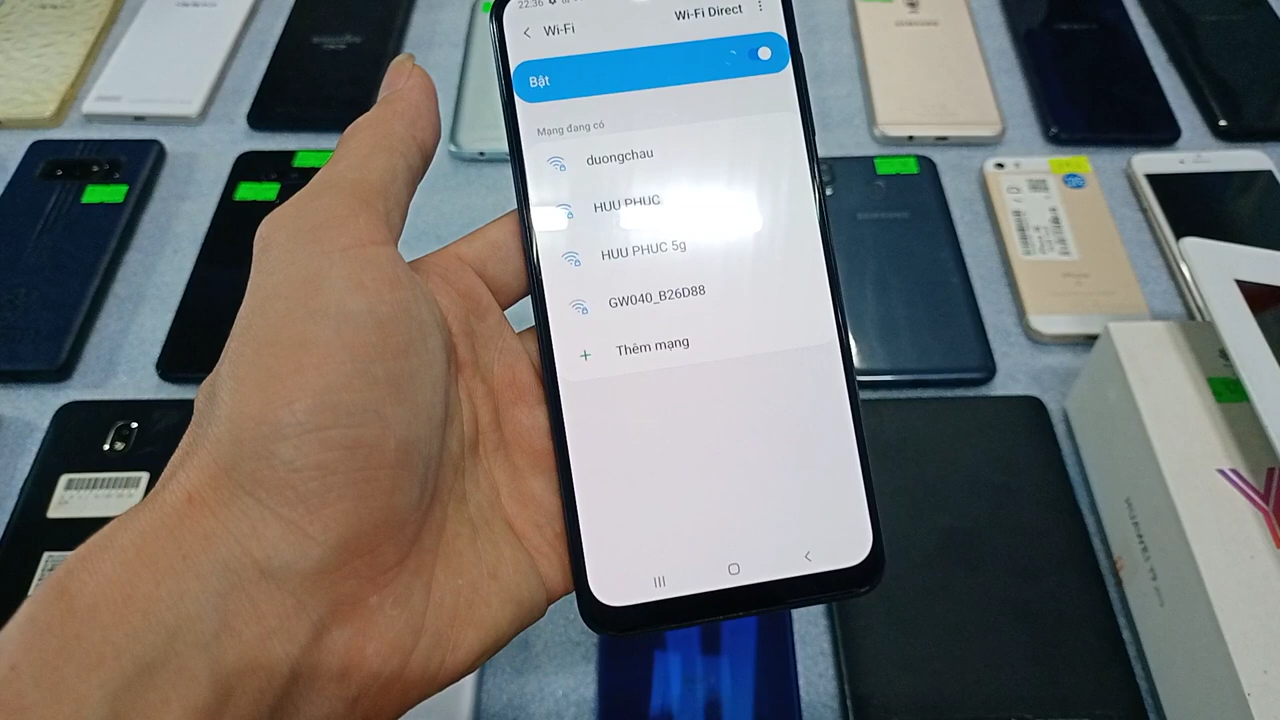 22:36
Wi-Fi
Wi-Fi Direct
Bật
Mạng đang có
duongchau
HUU PHUC
HUU PHUC 5g
GW040_B26D88
Thêm mạng
SAMSUNG